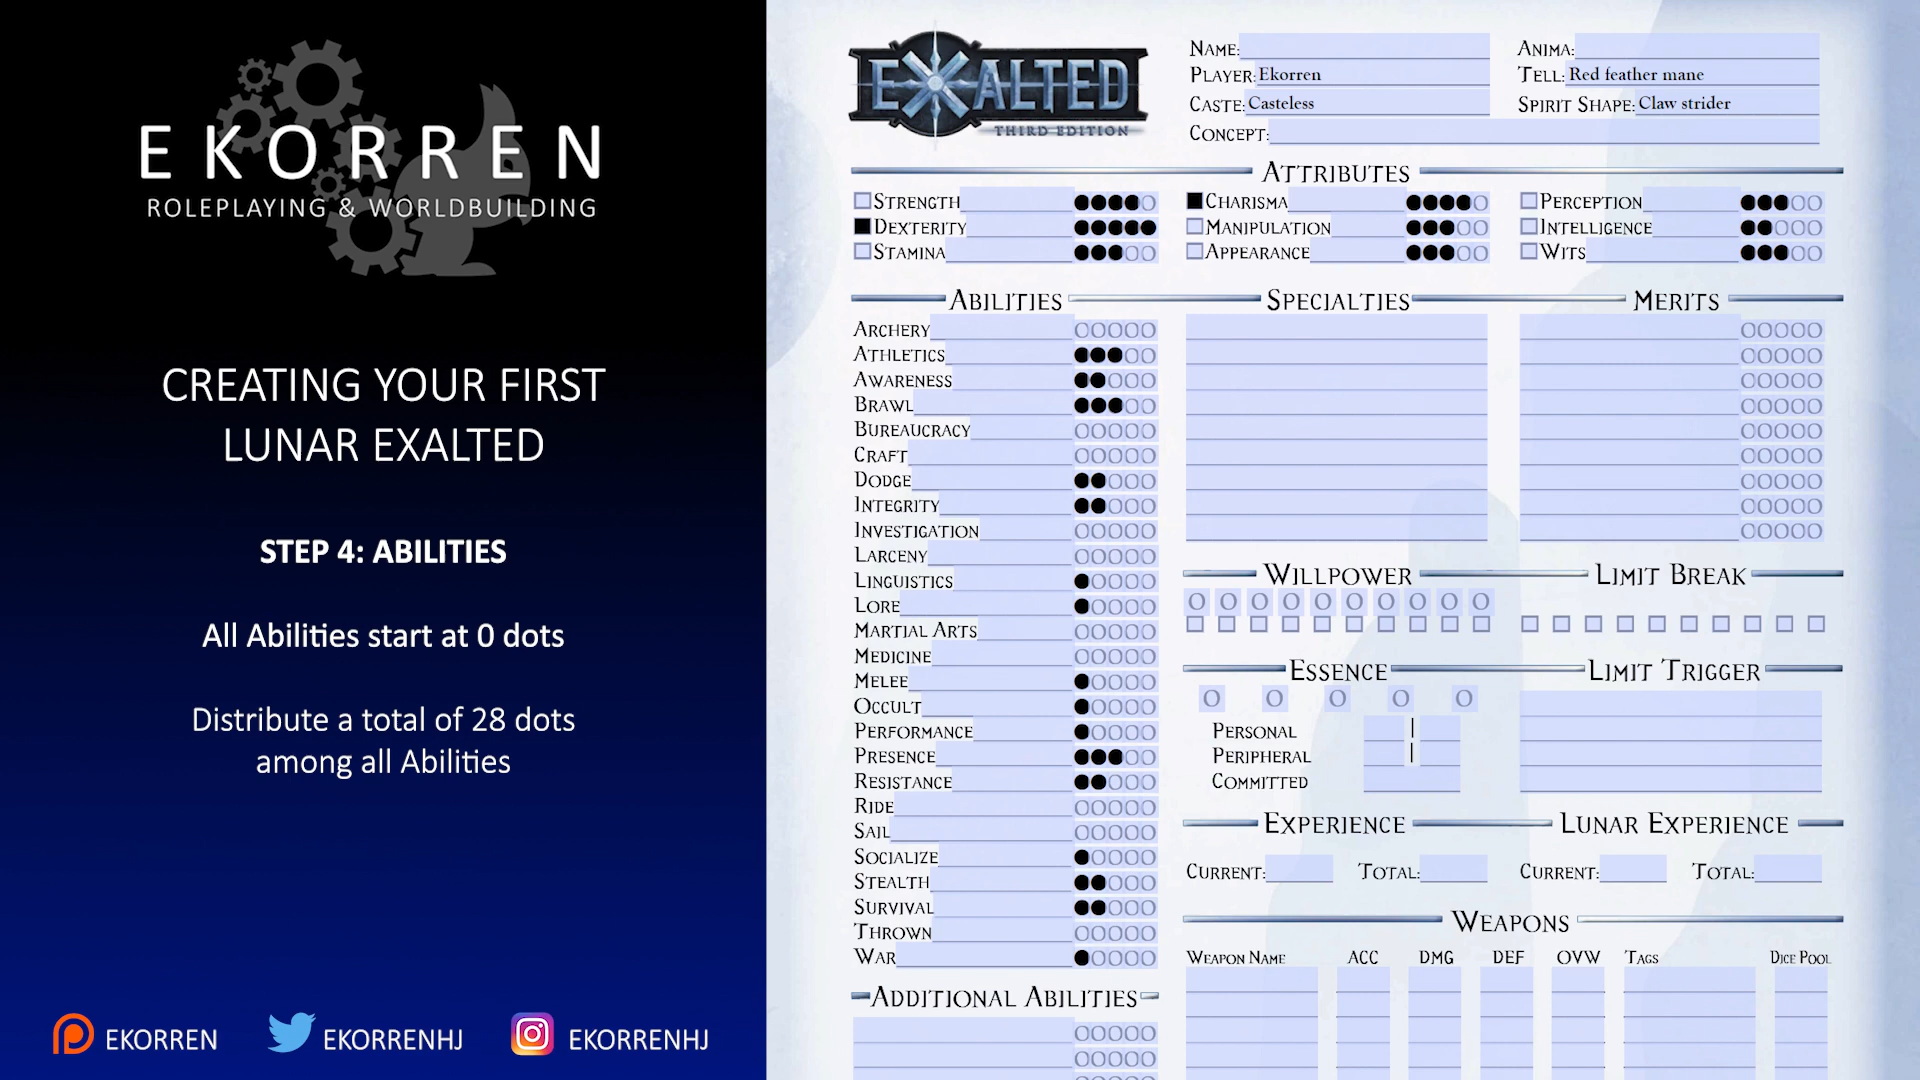 EKORREN
ROLEPLAYING & WORLDBUILDING
CREATING YOUR FIRST
LUNAR EXALTED
STEP 4: ABILITIES
All Abilities start at 0 dots
Distribute a total of 28 dots
among all Abilities
EKORREN
EKORRENHJ
EKORRENHJ
EXALTED
THIRD EDITION
NAME:
ANIMA:
PLAYER: Ekorren
TELL: Red feather mane
CASTE: Casteless
SPIRIT SHAPE: Claw strider
CONCEPT:
ATTRIBUTES
STRENGTH
CHARISMA
PERCEPTION
DEXTERITY
MANIPULATION
INTELLIGENCE
STAMINA
APPEARANCE
WITS
ABILITIES
ARCHERY
ATHLETICS
AWARENESS
BRAWL
BUREAUCRACY
CRAFT
DODGE
INTEGRITY
INVESTIGATION
LARCENY
LINGUISTICS
LORE
MARTIAL ARTS
MEDICINE
MELEE
OCCULT
PERFORMANCE
PRESENCE
RESISTANCE
RIDE
SAIL
SOCIALIZE
STEALTH
SURVIVAL
THROWN
WAR
ADDITIONAL ABILITIES
SPECIALTIES
MERITS
WILLPOWER
LIMIT BREAK
ESSENCE
LIMIT TRIGGER
PERSONAL
PERIPHERAL
COMMITTED
EXPERIENCE
LUNAR EXPERIENCE
CURRENT: TOTAL: CURRENT: TOTAL:
WEAPONS
WEAPON NAME ACC DMG DEF OVW TAGS DICE POOL